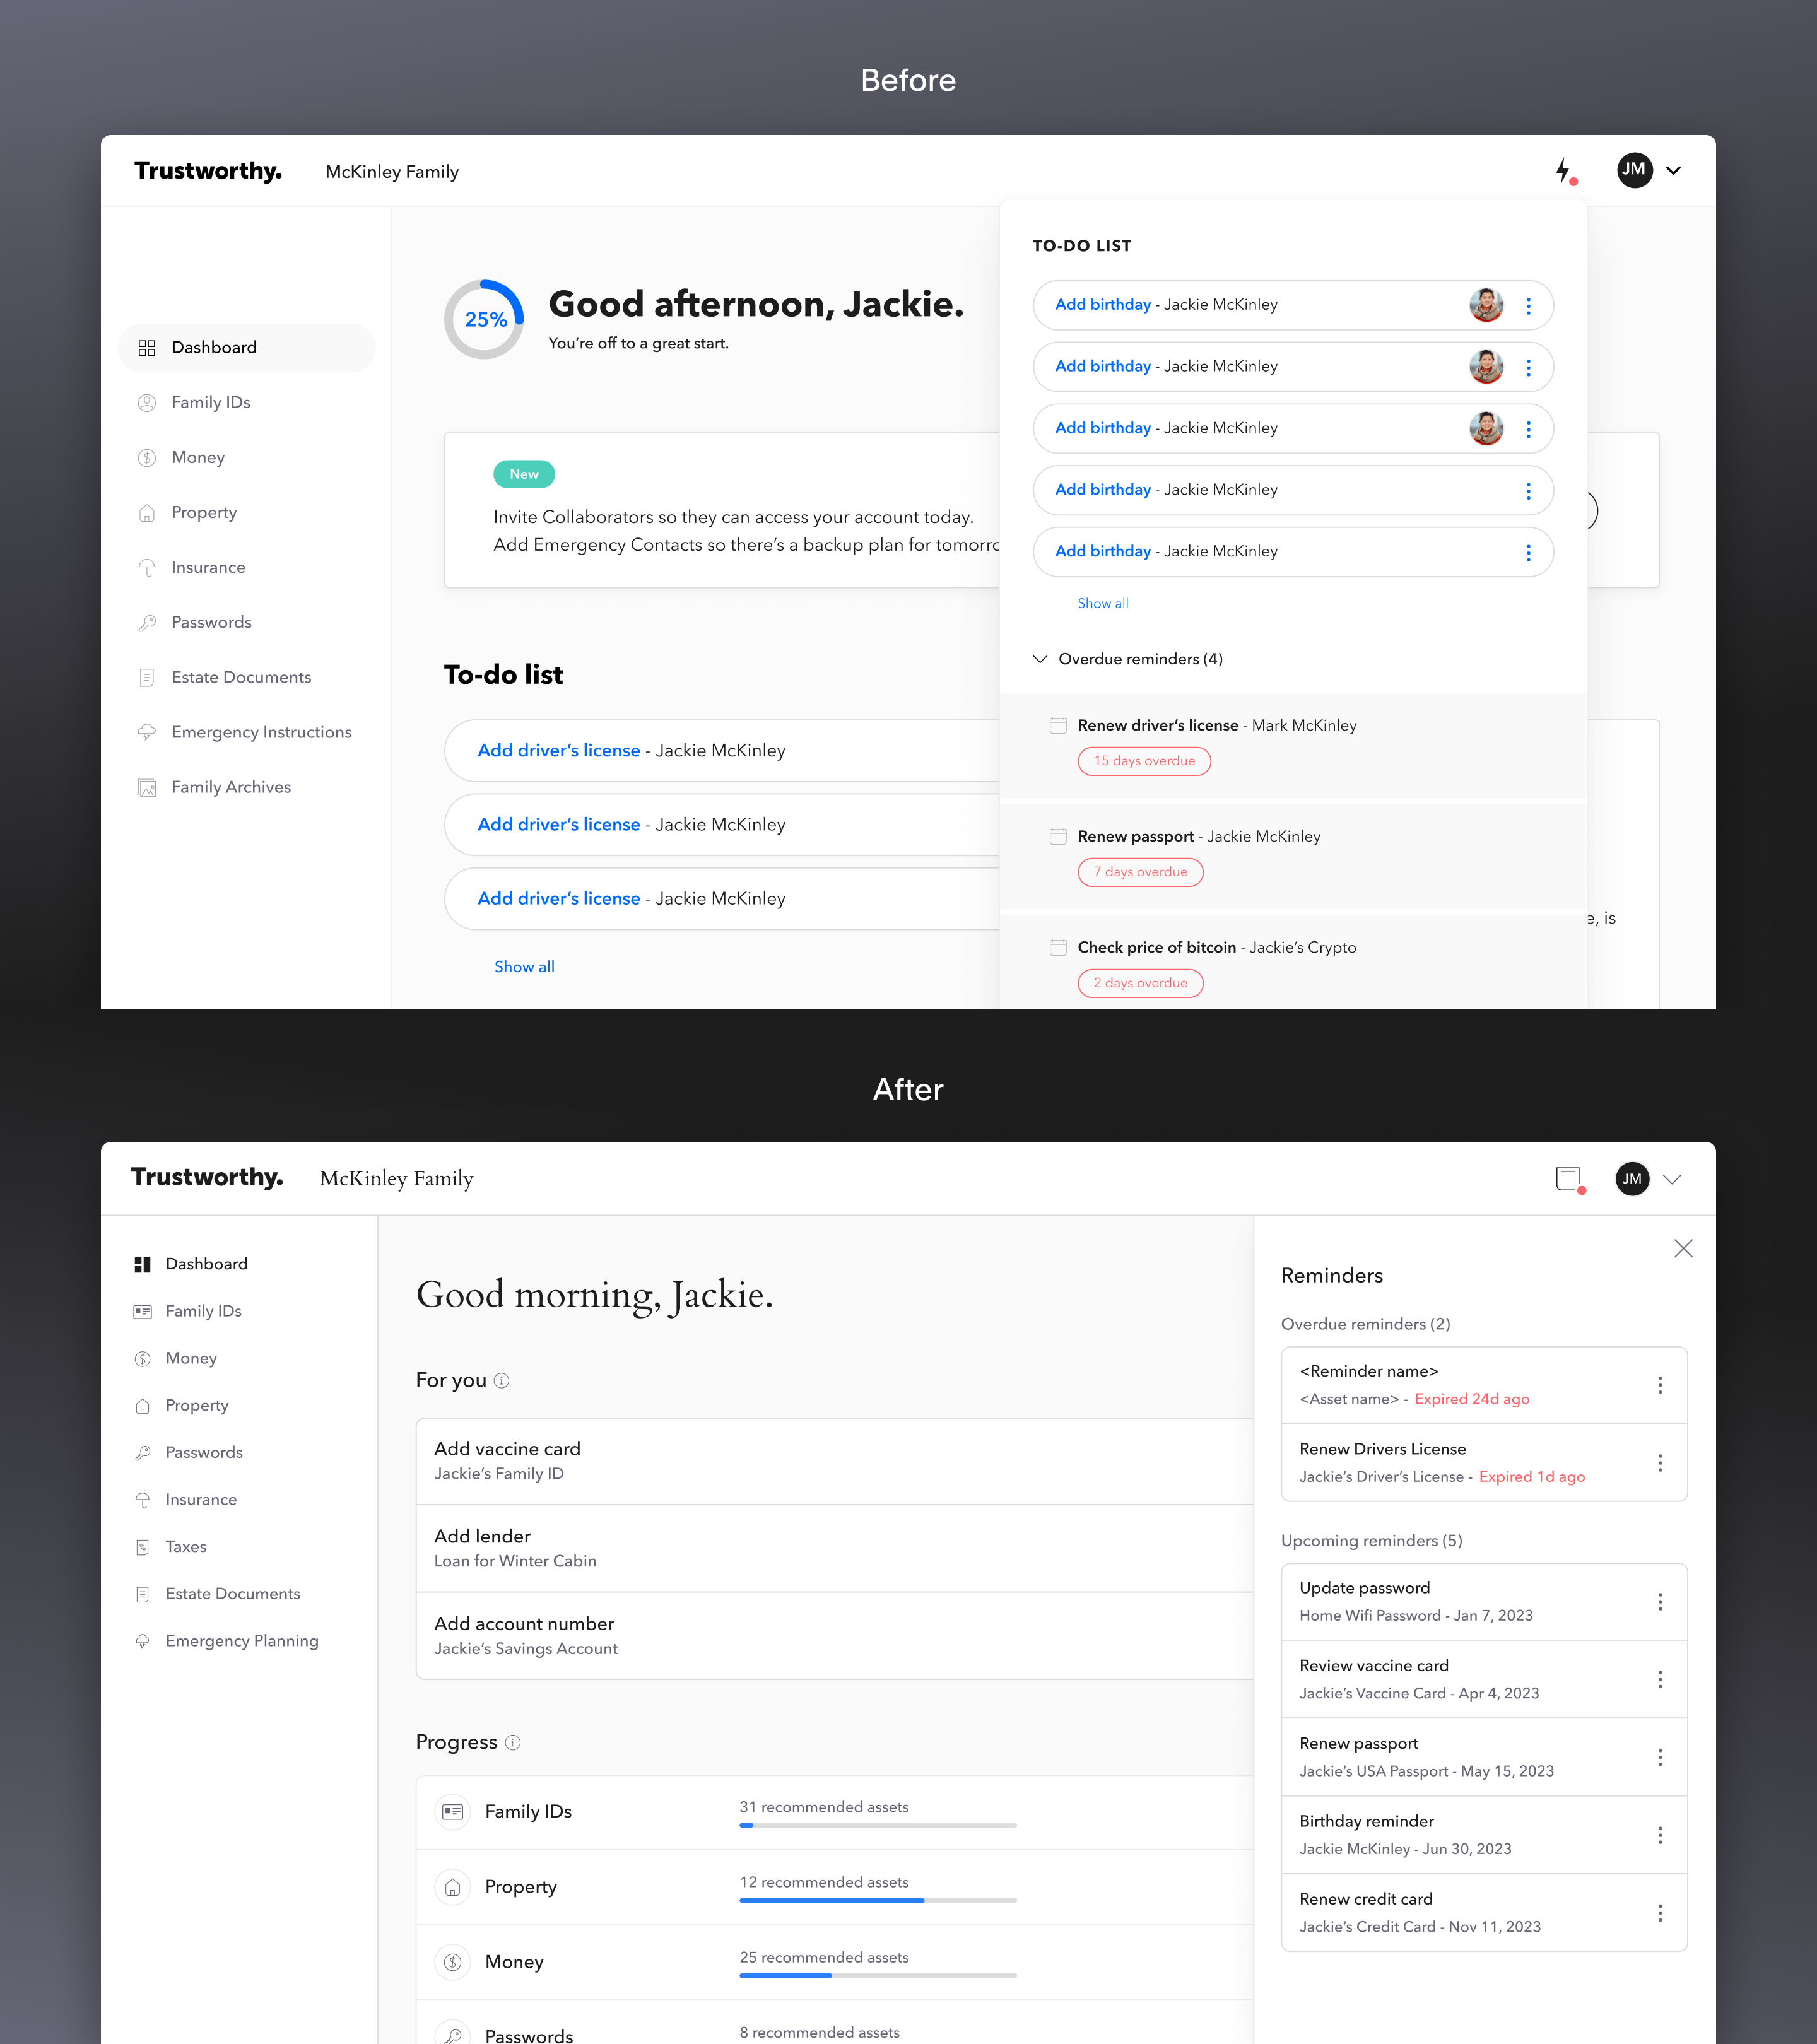 Before
Trustworthy.
McKinley Family
JM
Dashboard
Family IDs
Money
Property
Insurance
Passwords
Estate Documents
Emergency Instructions
Family Archives
25%
Good afternoon, Jackie.
You're off to a great start.
New
Invite Collaborators so they can access your account today.
Add Emergency Contacts so there's a backup plan for tomorro
To-do list
Add driver's license - Jackie McKinley
Add driver's license - Jackie McKinley
Add driver's license - Jackie McKinley
Show all
TO-DO LIST
Add birthday - Jackie McKinley
Add birthday - Jackie McKinley
Add birthday - Jackie McKinley
Add birthday - Jackie McKinley
Add birthday - Jackie McKinley
Show all
Overdue reminders (4)
Renew driver's license - Mark McKinley
15 days overdue
Renew passport - Jackie McKinley
7 days overdue
Check price of bitcoin - Jackie's Crypto
2 days overdue
e, is
After
Trustworthy.
McKinley Family
JM
Dashboard
Family IDs
Money
Property
Passwords
Insurance
Taxes
Estate Documents
Emergency Planning
Good morning, Jackie.
For you
Add vaccine card
Jackie's Family ID
Add lender
Loan for Winter Cabin
Add account number
Jackie's Savings Account
Progress
Family IDs
31 recommended assets
Property
12 recommended assets
Money
25 recommended assets
Passwords
8 recommended assets
Reminders
Overdue reminders (2)
<Reminder name>
<Asset name> - Expired 24d ago
Renew Drivers License
Jackie's Driver's License - Expired 1d ago
Upcoming reminders (5)
Update password
Home Wifi Password - Jan 7, 2023
Review vaccine card
Jackie's Vaccine Card - Apr 4, 2023
Renew passport
Jackie's USA Passport - May 15, 2023
Birthday reminder
Jackie McKinley - Jun 30, 2023
Renew credit card
Jackie's Credit Card - Nov 11, 2023